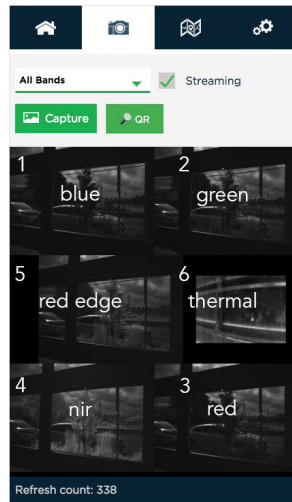 All Bands Streaming
Capture QR
1 2
blue green
5 6
red edge thermal
4 3
nir red
Refresh count: 338